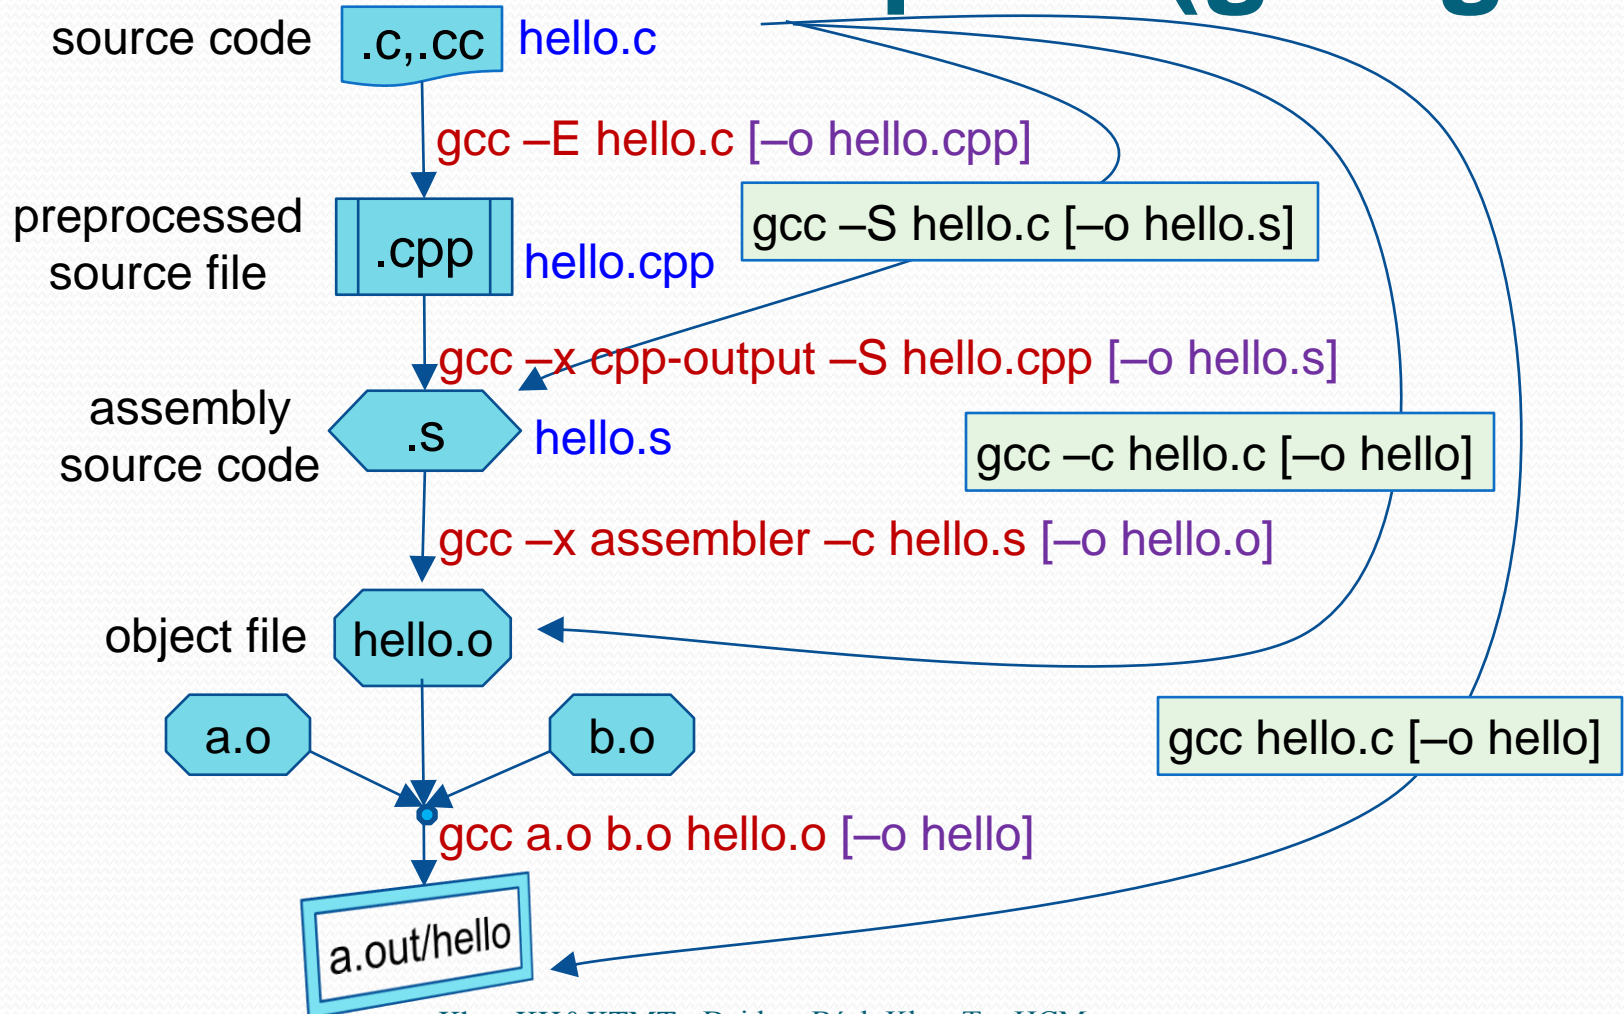 source code
.c,.cc
hello.c
gcc –E hello.c [–o hello.cpp]
preprocessed
source file
.cpp
hello.cpp
gcc –S hello.c [–o hello.s]
gcc –x cpp-output –S hello.cpp [–o hello.s]
assembly
source code
.s
hello.s
gcc –c hello.c [–o hello]
gcc –x assembler –c hello.s [–o hello.o]
object file
hello.o
a.o
b.o
gcc hello.c [–o hello]
gcc a.o b.o hello.o [–o hello]
a.out/hello